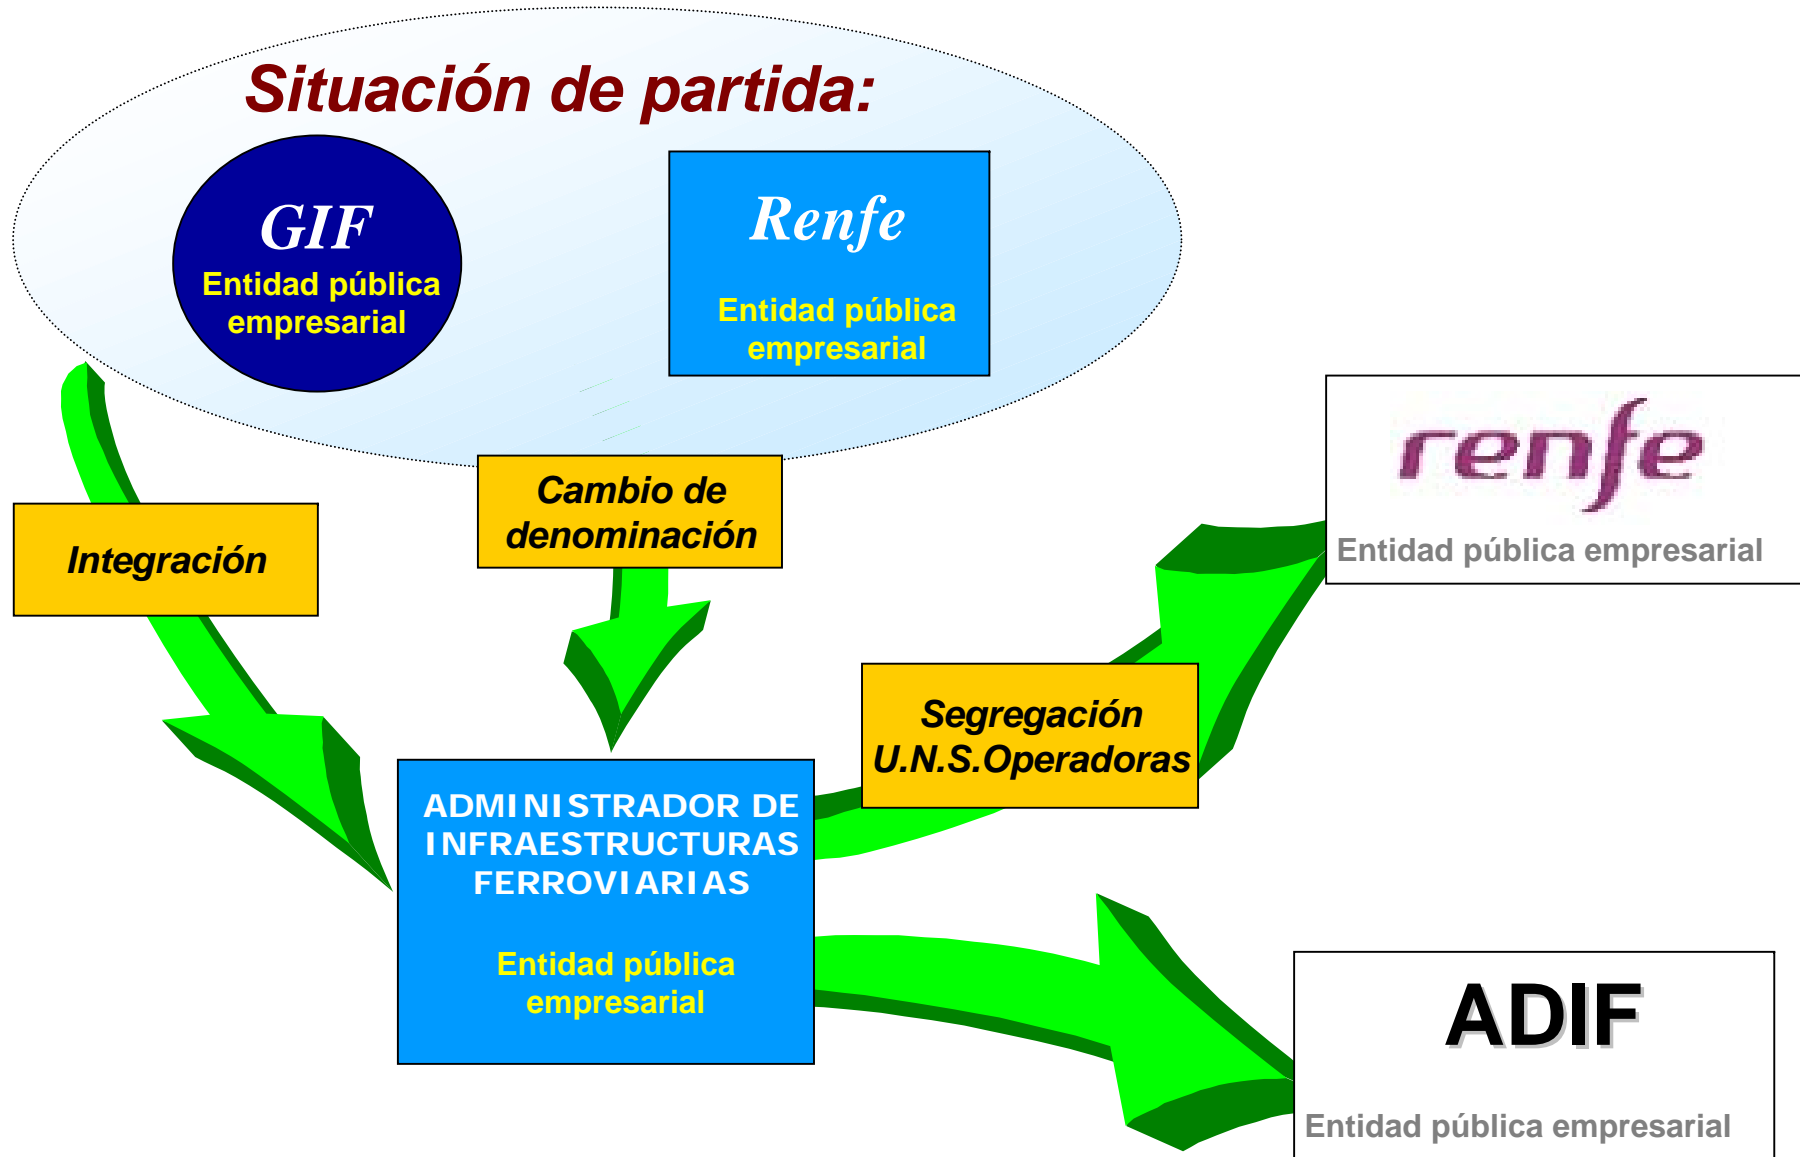 Situación de partida:
GIF
Entidad pública
empresarial
Renfe
Entidad pública
empresarial
Cambio de
denominación
Integración
renfe
Entidad pública empresarial
Segregación
U.N.S.Operadoras
ADMINISTRADOR DE
INFRAESTRUCTURAS
FERROVIARIAS
Entidad pública
empresarial
ADIF
Entidad pública empresarial